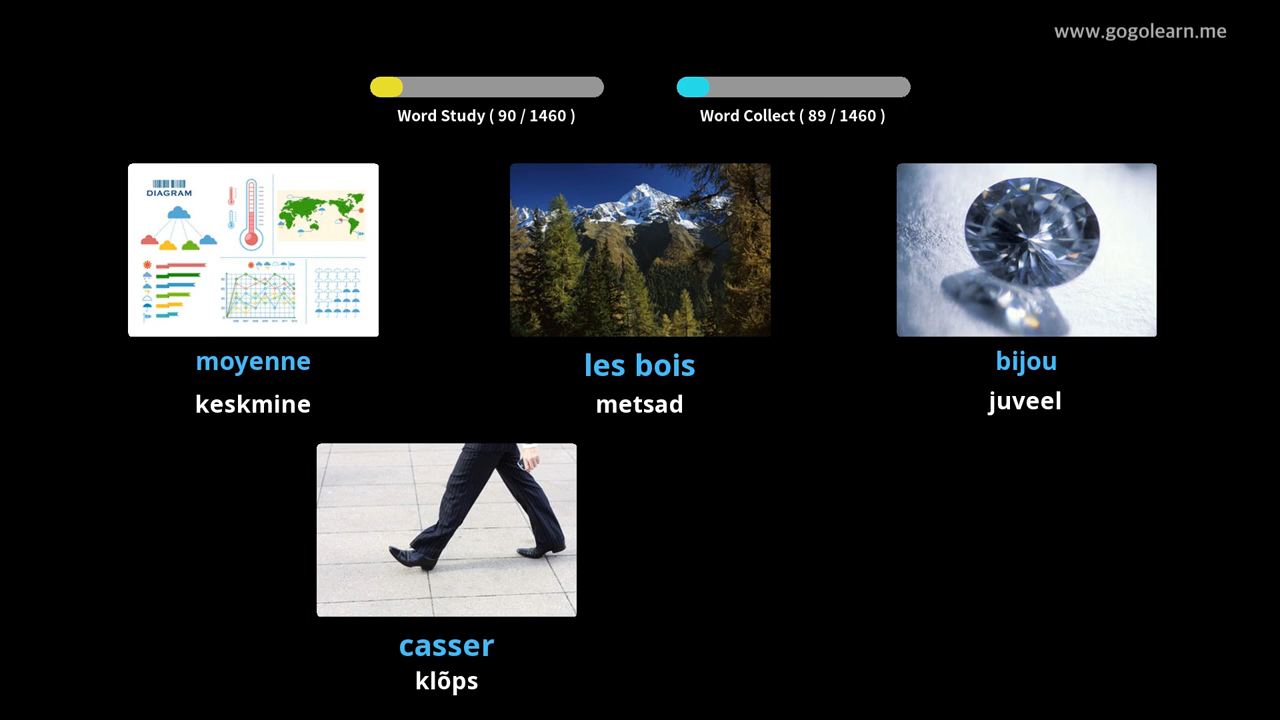 www.gogolearn.me
Word Study ( 90 / 1460 )
Word Collect ( 89 / 1460 )
DIAGRAM
moyenne
keskmine
les bois
metsad
bijou
juveel
casser
klõps